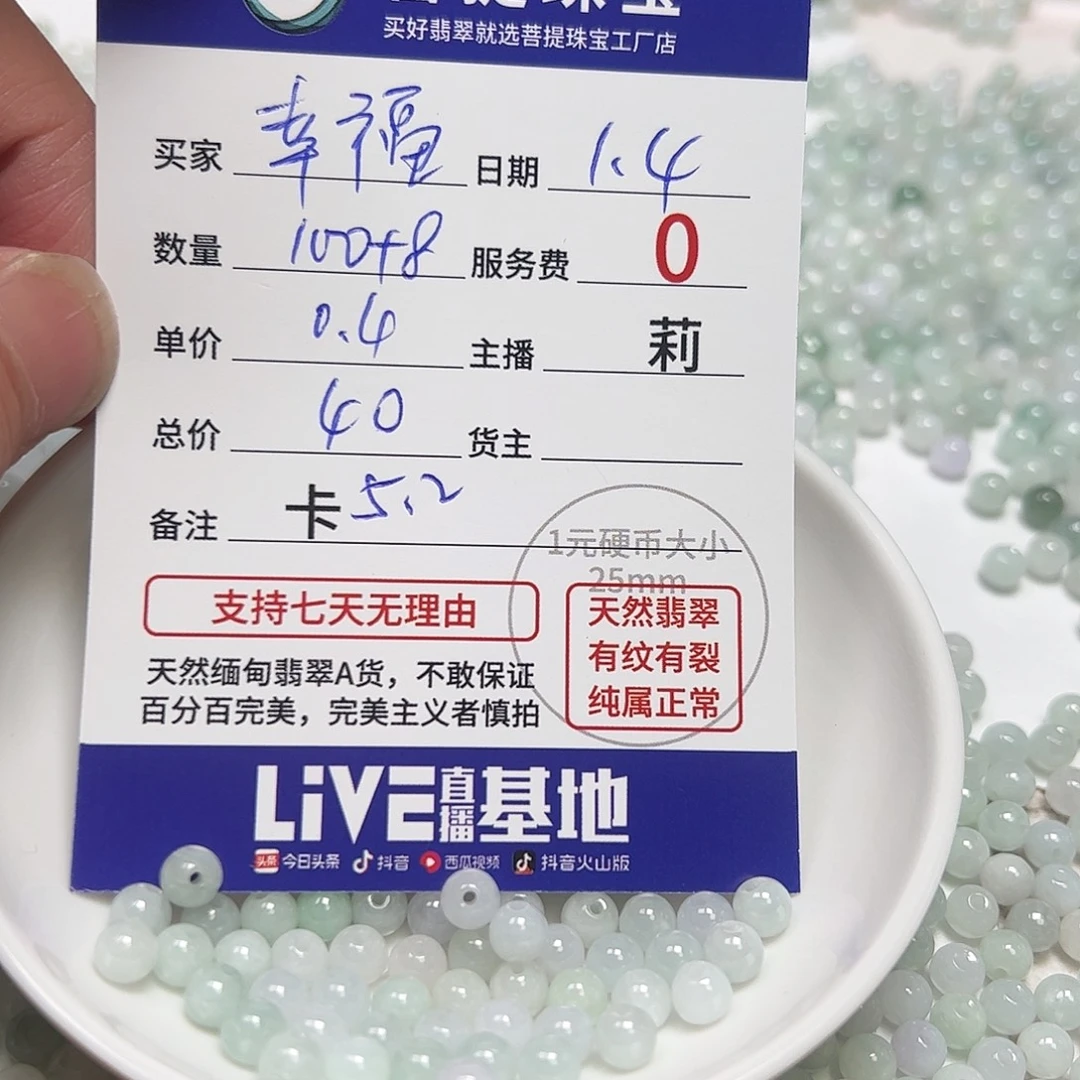 珠宝
买好翡翠就选菩提珠宝工厂店
买家 幸福 日期 1.4
数量 100+8 服务费 0
单价 0.4 主播 莉
总价 40 货主
备注 卡 5.2
1元硬币大小
25mm
支持七天无理由
天然翡翠
有纹有裂
纯属正常
天然缅甸翡翠A货，不敢保证
百分百完美，完美主义者慎拍
LiVE直播基地
头条 今日头条 抖音 西瓜视频 抖音火山版